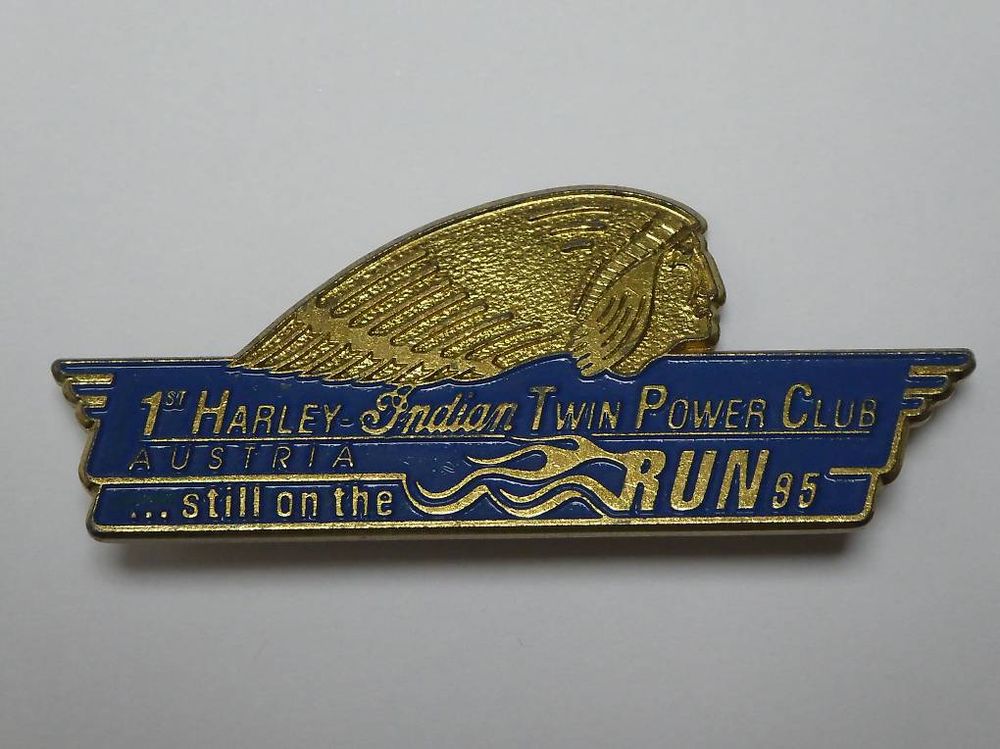 1ST HARLEY-Indian TWIN POWER CLUB
AUSTRIA
...still on the RUN 95